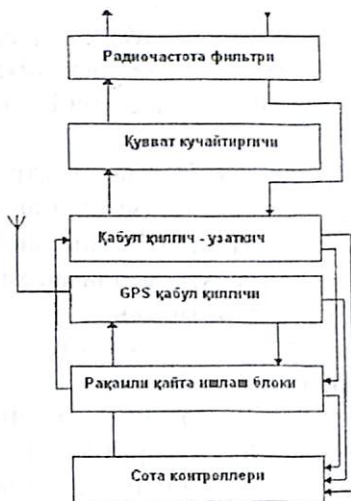 Радиочастота фильтри
Қувват кучайтиргичи
Қабул қилгич - узаткич
GPS қабул қилгичи
Рақамли қайта ишлаш блоки
Сота контроллери